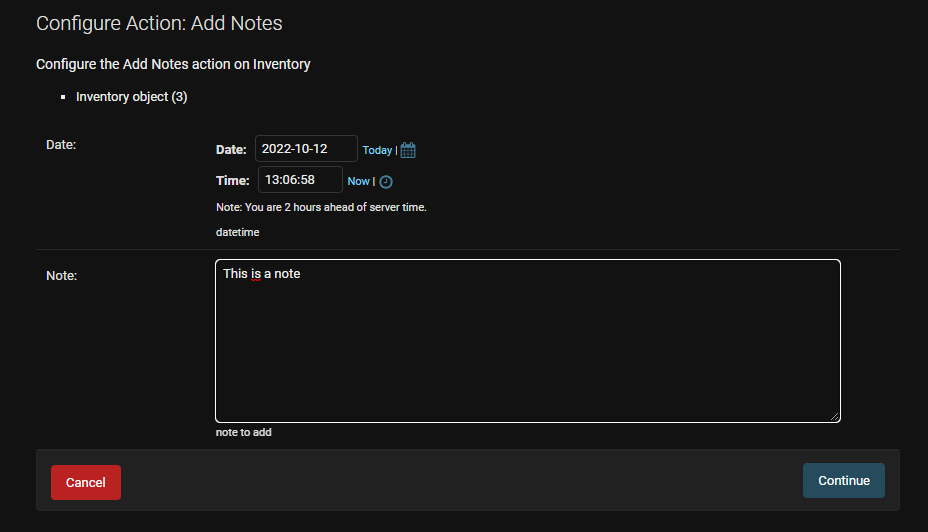 Configure Action: Add Notes
Configure the Add Notes action on Inventory
Inventory object (3)
Date:
Date: 2022-10-12 Today |
Time: 13:06:58 Now |
Note: You are 2 hours ahead of server time.
datetime
Note:
This is a note
note to add
Cancel
Continue